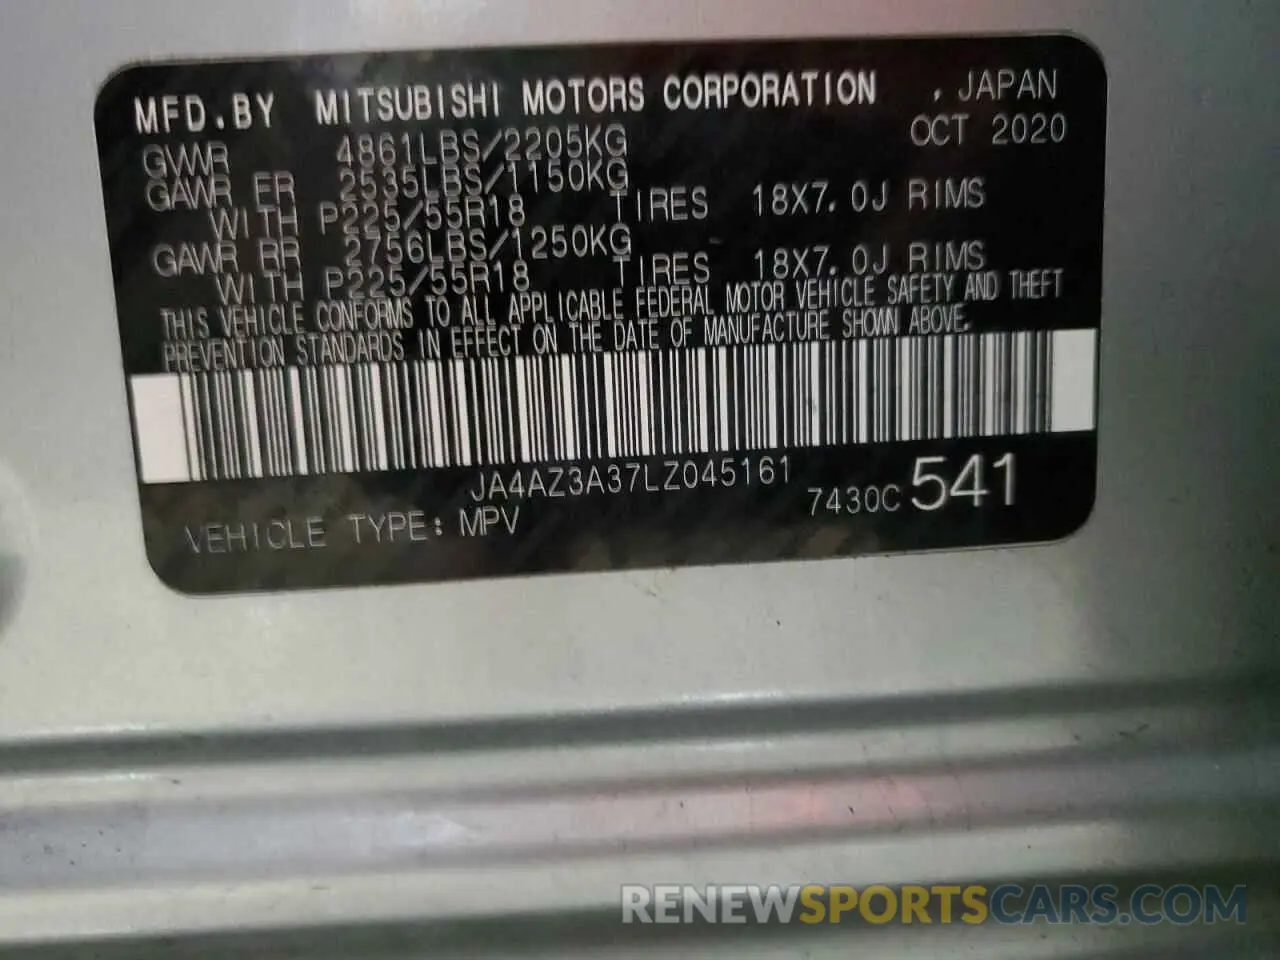 MFD.BY MITSUBISHI MOTORS CORPORATION , JAPAN
OCT 2020
GVWR 4861LBS/2205KG
GAWR FR 2535LBS/1150KG
WITH P225/55R18 TIRES 18X7.0J RIMS
GAWR RR 2756LBS/1250KG
WITH P225/55R18 TIRES 18X7.0J RIMS
THIS VEHICLE CONFORMS TO ALL APPLICABLE FEDERAL MOTOR VEHICLE SAFETY AND THEFT
PREVENTION STANDARDS IN EFFECT ON THE DATE OF MANUFACTURE SHOWN ABOVE.
JA4AZ3A37LZ045161
7430C 541
VEHICLE TYPE: MPV
RENEWSPORTSCARS.COM